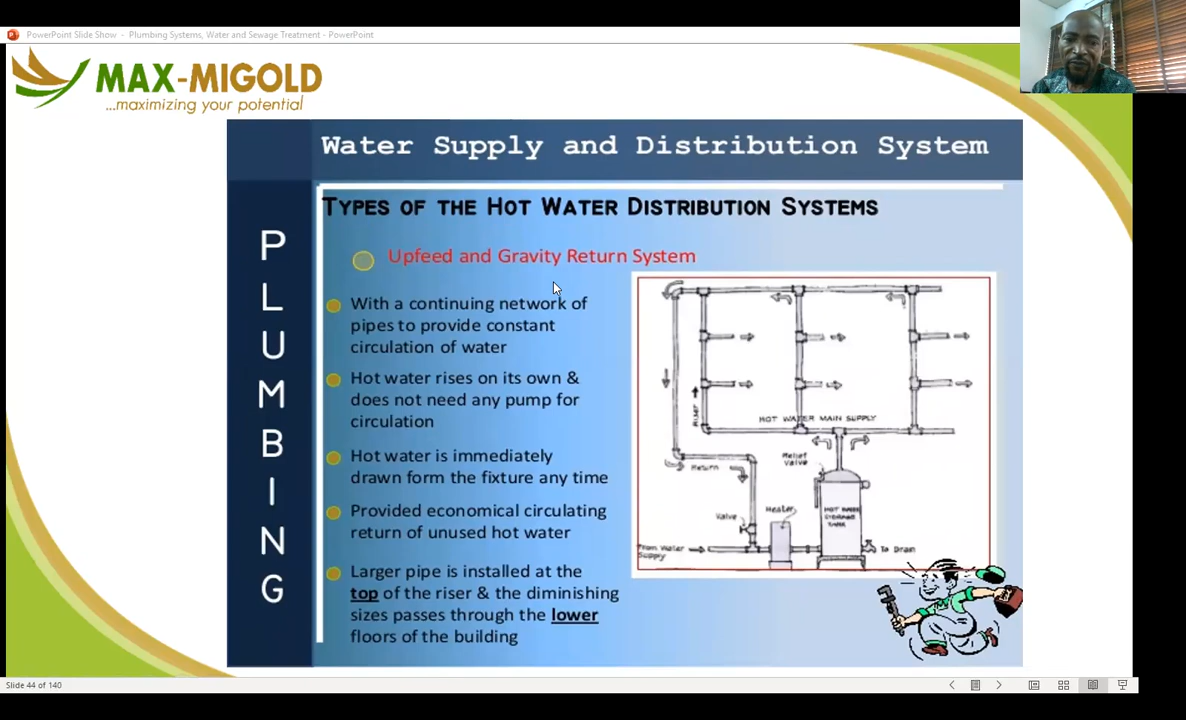 PowerPoint Slide Show - Plumbing Systems, Water and Sewage Treatment - PowerPoint
MAX-MIGOLD
...maximizing your potential
Water Supply and Distribution System
PLUMBING
TYPES OF THE HOT WATER DISTRIBUTION SYSTEMS
Upfeed and Gravity Return System
With a continuing network of
pipes to provide constant
circulation of water
Hot water rises on its own &
does not need any pump for
circulation
Hot water is immediately
drawn form the fixture any time
Provided economical circulating
return of unused hot water
Larger pipe is installed at the
top of the riser & the diminishing
sizes passes through the lower
floors of the building
RISER
HOT WATER MAIN SUPPLY
Relief
Valve
Return
Valve
Heater
HOT WATER
STORAGE
TANK
From Water
Supply
To Drain
Slide 44 of 140